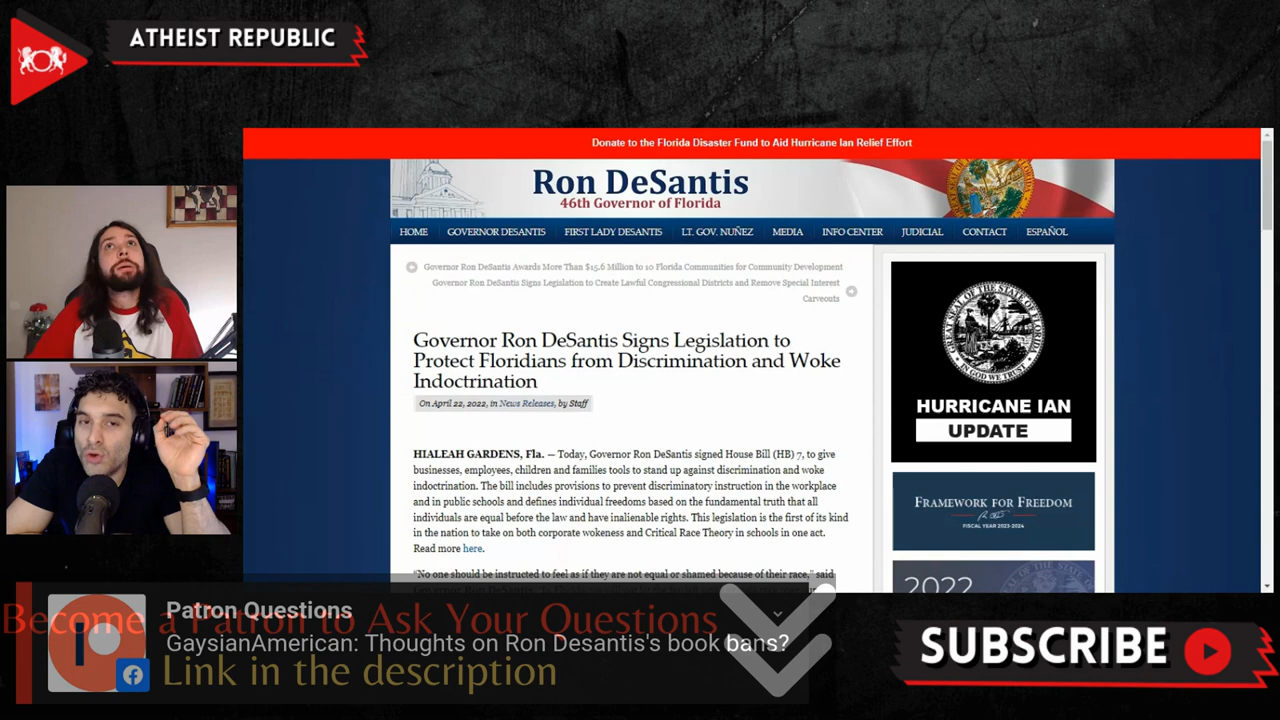 ATHEIST REPUBLIC
Donate to the Florida Disaster Fund to Aid Hurricane Ian Relief Effort
Ron DeSantis
46th Governor of Florida
HOME GOVERNOR DESANTIS FIRST LADY DESANTIS LT. GOV. NUÑEZ MEDIA INFO CENTER JUDICIAL CONTACT ESPAÑOL
Governor Ron DeSantis Awards More Than $15.6 Million to 10 Florida Communities for Community Development
Governor Ron DeSantis Signs Legislation to Create Lawful Congressional Districts and Remove Special Interest
Carveouts
Governor Ron DeSantis Signs Legislation to
Protect Floridians from Discrimination and Woke
Indoctrination
On April 22, 2022, in News Releases, by Staff
HIALEAH GARDENS, Fla. — Today, Governor Ron DeSantis signed House Bill (HB) 7, to give
businesses, employees, children and families tools to stand up against discrimination and woke
indoctrination. The bill includes provisions to prevent discriminatory instruction in the workplace
and in public schools and defines individual freedoms based on the fundamental truth that all
individuals are equal before the law and have inalienable rights. This legislation is the first of its kind
in the nation to take on both corporate wokeness and Critical Race Theory in schools in one act.
Read more here.
“No one should be instructed to feel as if they are not equal or shamed because of their race,” said
GREAT SEAL OF THE STATE OF FLORIDA
IN GOD WE TRUST
HURRICANE IAN
UPDATE
FRAMEWORK FOR FREEDOM
FISCAL YEAR 2023-2024
2022
Become a Patron to Ask Your Questions
Link in the description
Patron Questions
GaysianAmerican: Thoughts on Ron Desantis's book bans?
SUBSCRIBE